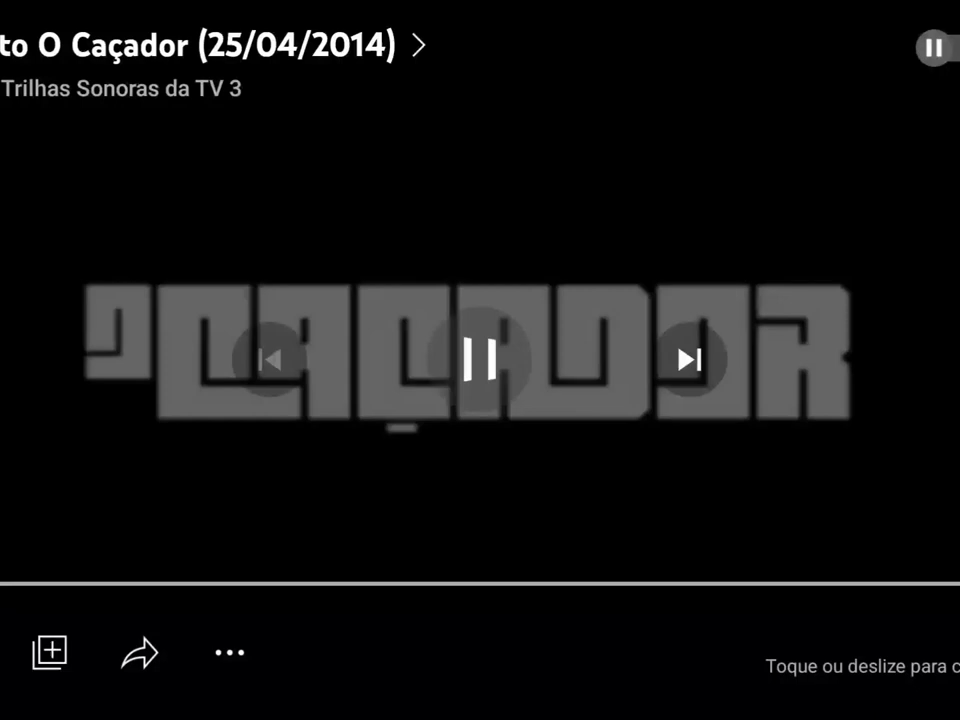 to O Caçador (25/04/2014)
Trilhas Sonoras da TV 3
O CAÇADOR
Toque ou deslize para c